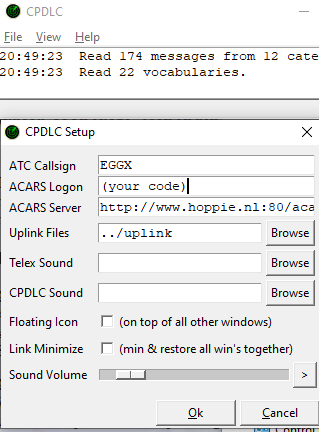 CPDLC
File View Help
20:49:23 Read 174 messages from 12 cate
20:49:23 Read 22 vocabularies.
CPDLC Setup
ATC Callsign EGGX
ACARS Logon (your code)
ACARS Server http://www.hoppie.nl:80/aca
Uplink Files ../uplink Browse
Telex Sound Browse
CPDLC Sound Browse
Floating Icon (on top of all other windows)
Link Minimize (min & restore all win's together)
Sound Volume >
Ok Cancel